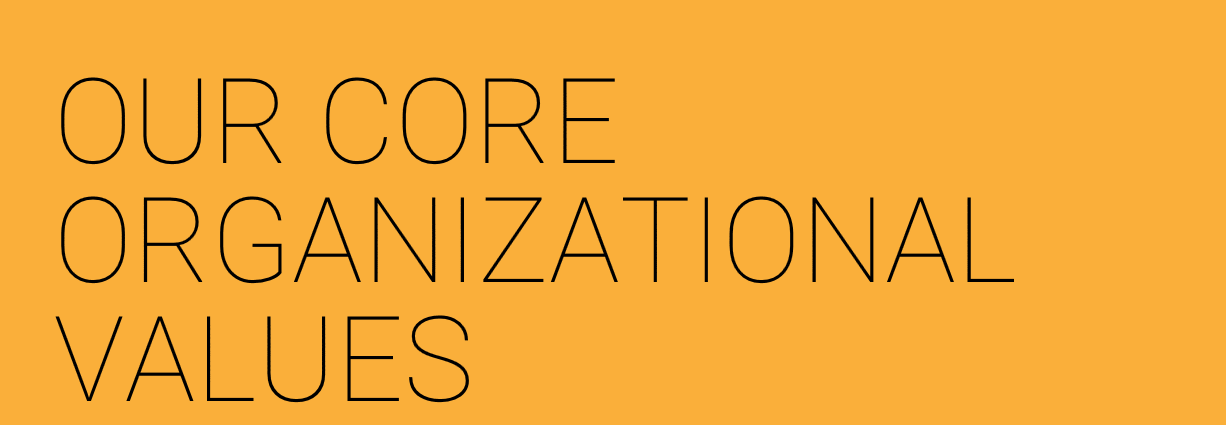 OUR CORE
ORGANIZATIONAL
VALUES